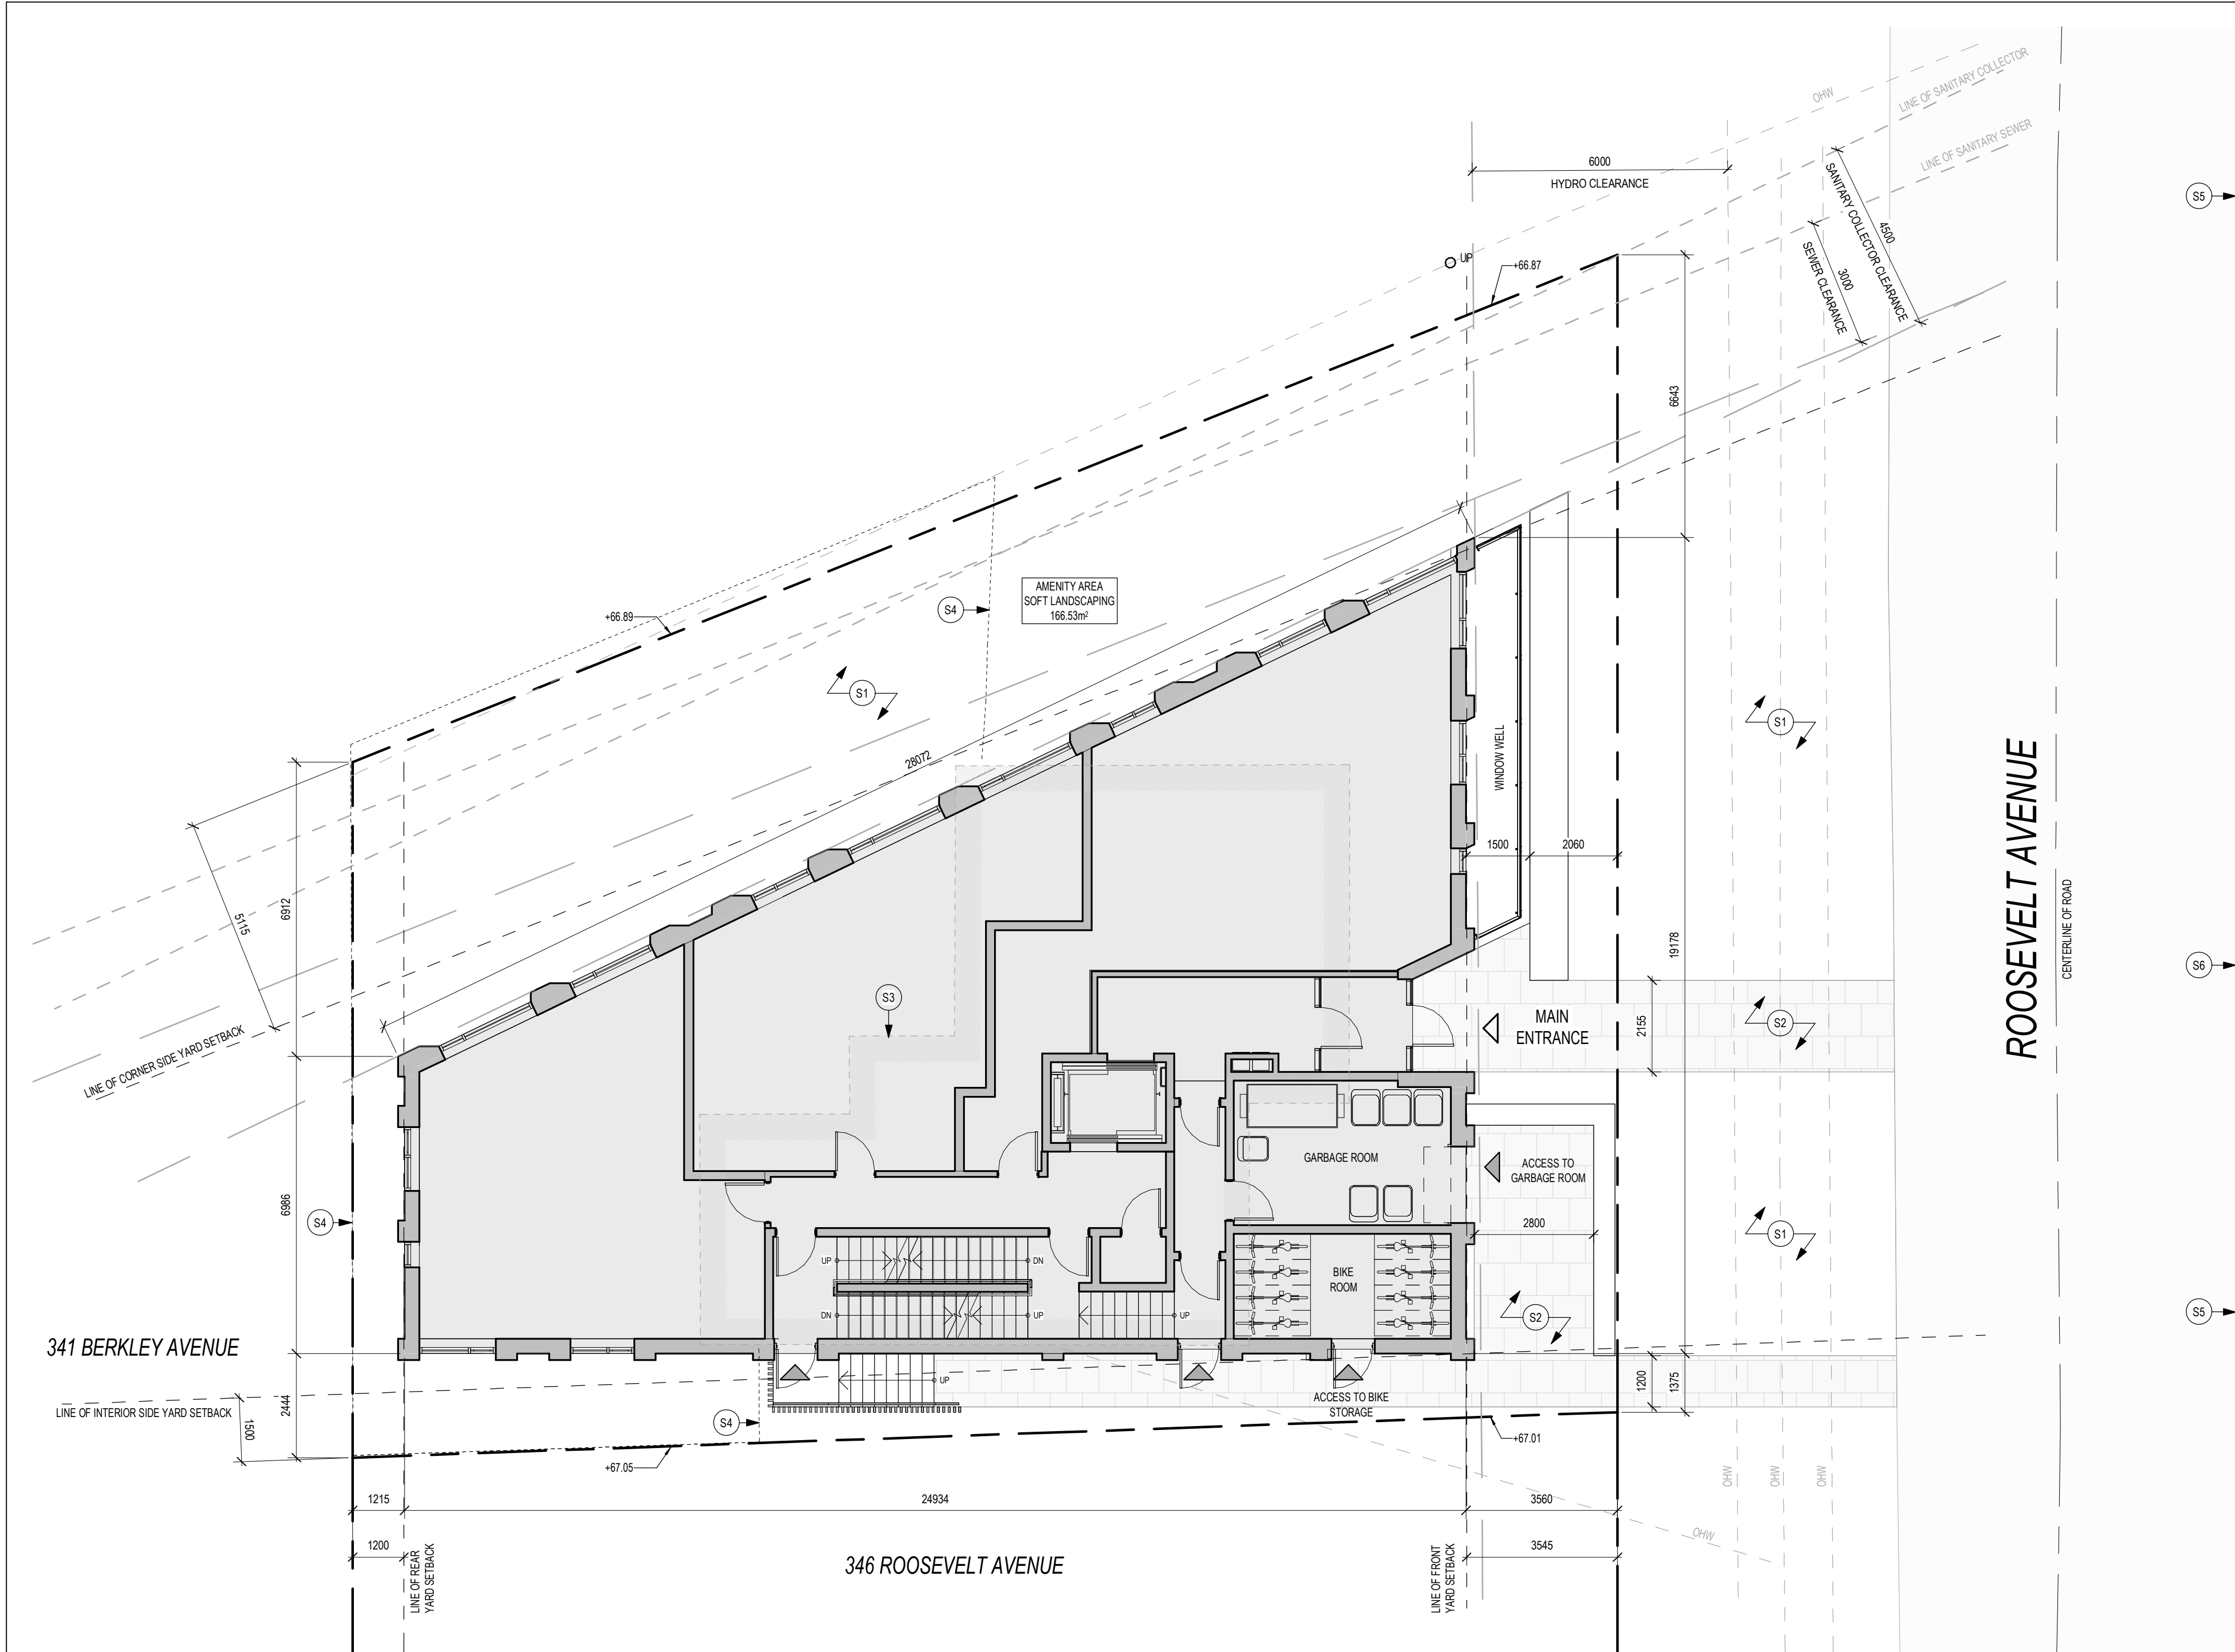 OHW
LINE OF SANITARY COLLECTOR
LINE OF SANITARY SEWER
6000
HYDRO CLEARANCE
SANITARY COLLECTOR CLEARANCE
4500
SEWER CLEARANCE
3000
S5
UP
+66.87
6643
AMENITY AREA
SOFT LANDSCAPING
166.53m²
S4
+66.89
S1
S1
28072
WINDOW WELL
1500
2060
ROOSEVELT AVENUE
CENTERLINE OF ROAD
5115
6912
19178
S6
S3
MAIN
ENTRANCE
2155
S2
LINE OF CORNER SIDE YARD SETBACK
GARBAGE ROOM
ACCESS TO
GARBAGE ROOM
6986
S4
2800
S1
UP
DN
BIKE
ROOM
DN
UP
UP
S2
S5
341 BERKLEY AVENUE
UP
1200
1375
LINE OF INTERIOR SIDE YARD SETBACK
1500
2444
S4
ACCESS TO BIKE
STORAGE
+67.05
+67.01
OHW
OHW
OHW
1215
24934
3560
OHW
1200
LINE OF REAR
YARD SETBACK
346 ROOSEVELT AVENUE
LINE OF FRONT
YARD SETBACK
3545